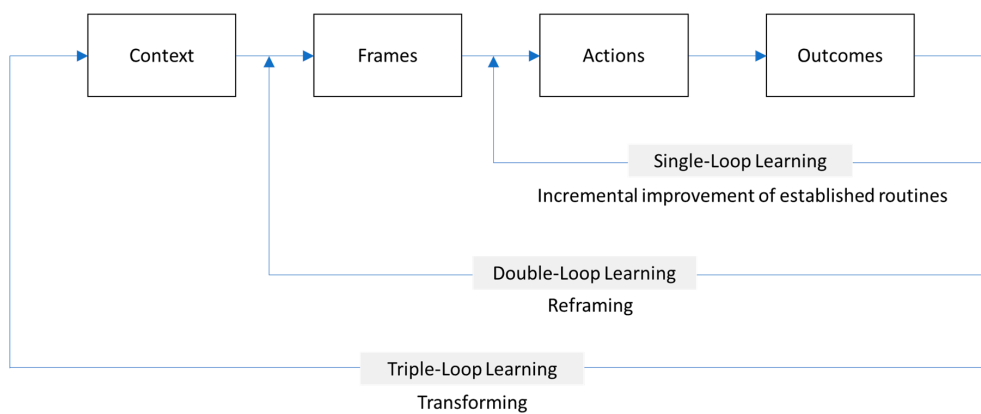 Context
Frames
Actions
Outcomes
Single-Loop Learning
Incremental improvement of established routines
Double-Loop Learning
Reframing
Triple-Loop Learning
Transforming